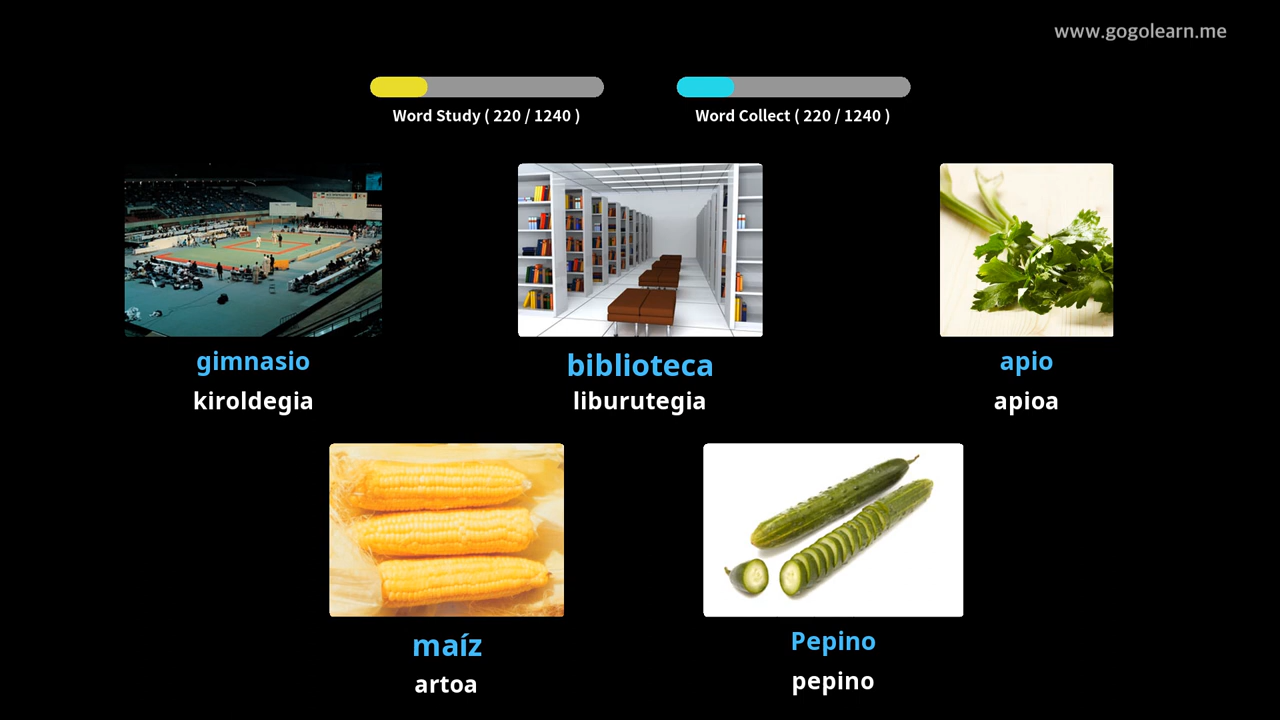 www.gogolearn.me
Word Study ( 220 / 1240 )
Word Collect ( 220 / 1240 )
gimnasio
kiroldegia
biblioteca
liburutegia
apio
apioa
maíz
artoa
Pepino
pepino